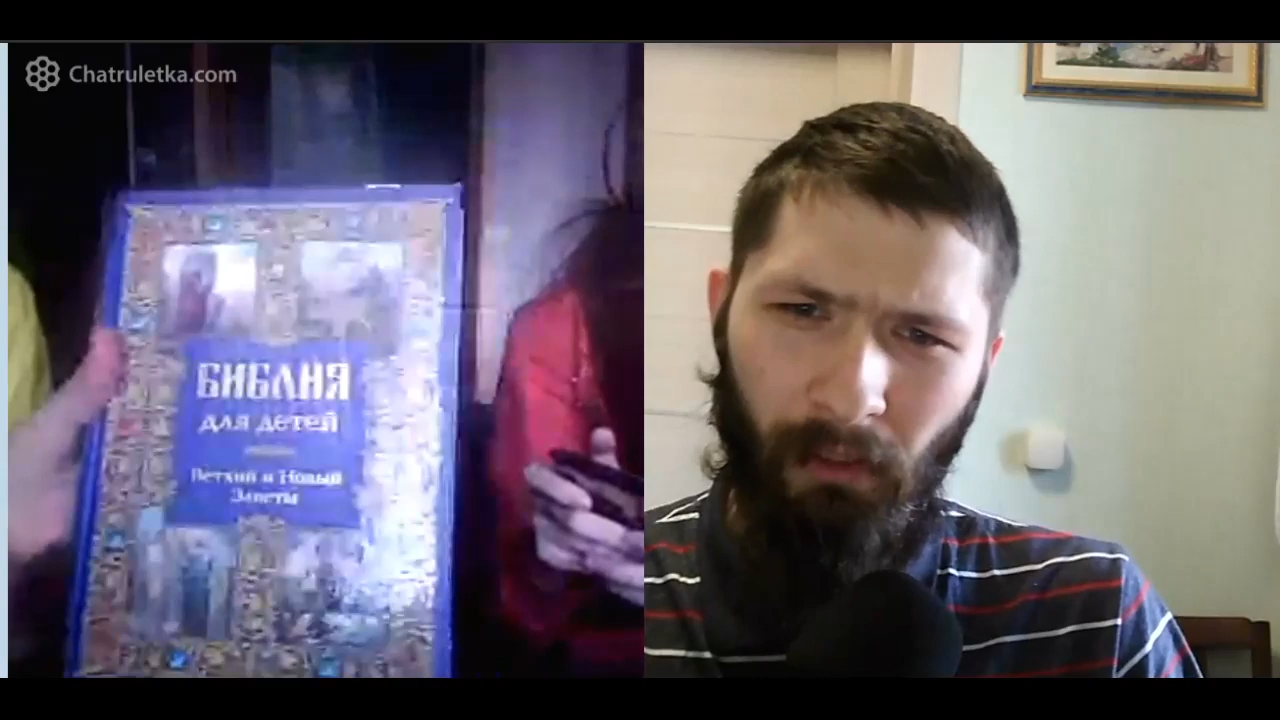 Chatruletka.com
БИБЛИЯ
для детей
Ветхий и Новый
Заветы